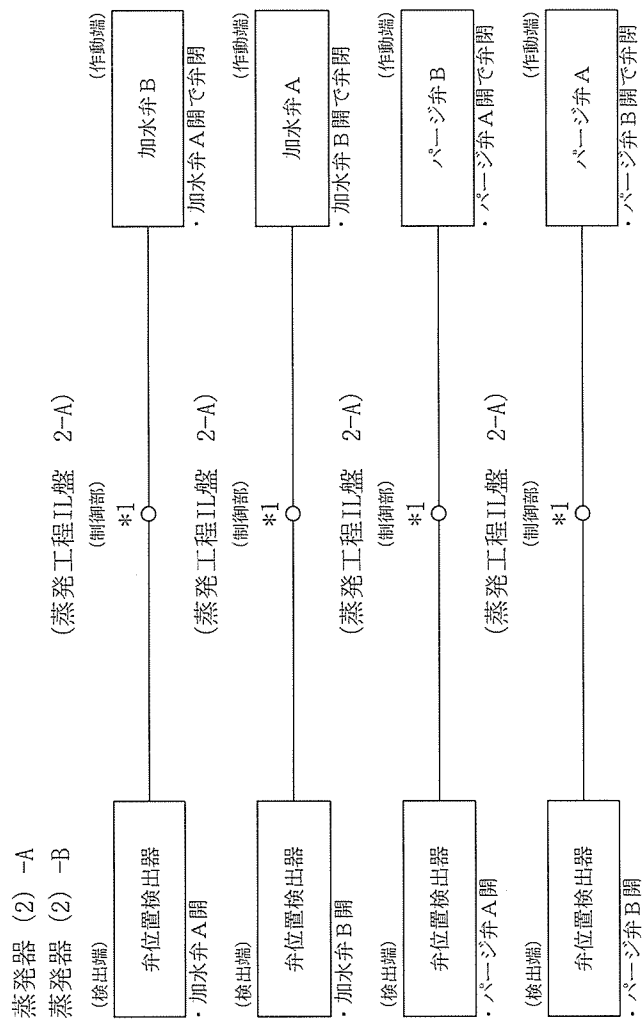 蒸発器 (2) -A
蒸発器 (2) -B
(蒸発工程IL盤 2-A)
(検出端)
(制御部)
(作動端)
弁位置検出器
*1
加水弁B
・加水弁A開
・加水弁A開で弁閉
(蒸発工程IL盤 2-A)
(検出端)
(制御部)
(作動端)
弁位置検出器
*1
加水弁A
・加水弁B開
・加水弁B開で弁閉
(蒸発工程IL盤 2-A)
(検出端)
(制御部)
(作動端)
弁位置検出器
*1
パージ弁B
・パージ弁A開
・パージ弁A開で弁閉
(蒸発工程IL盤 2-A)
(検出端)
(制御部)
(作動端)
弁位置検出器
*1
パージ弁A
・パージ弁B開
・パージ弁B開で弁閉